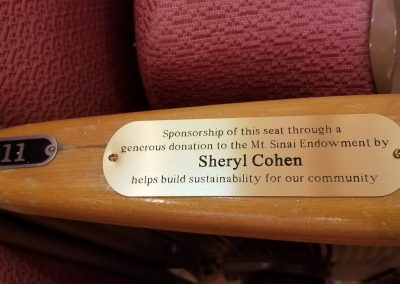 11
Sponsorship of this seat through a
generous donation to the Mt. Sinai Endowment by
Sheryl Cohen
helps build sustainability for our community